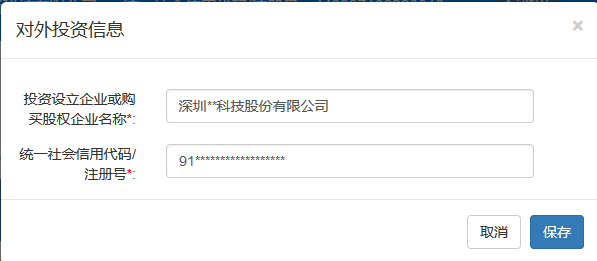 对外投资信息
×
投资设立企业或购
买股权企业名称*:
深圳**科技股份有限公司
统一社会信用代码/
注册号*:
91******************
取消
保存